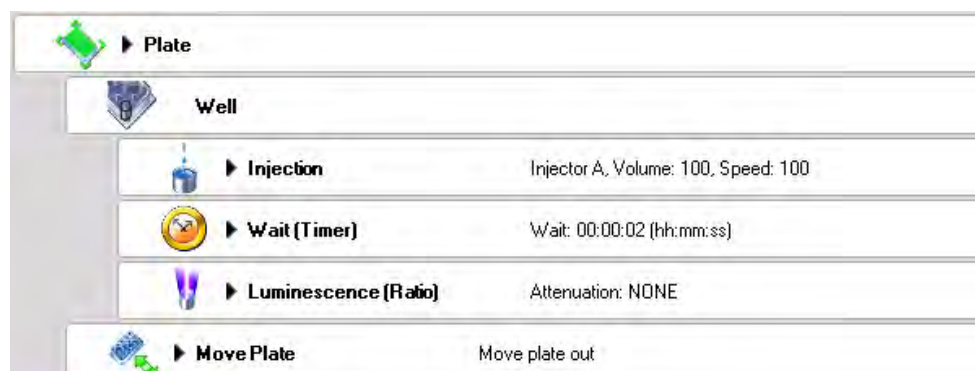 Plate
Well
Injection Injector A, Volume: 100, Speed: 100
Wait (Timer) Wait: 00:00:02 (hh:mm:ss)
Luminescence (Ratio) Attenuation: NONE
Move Plate Move plate out